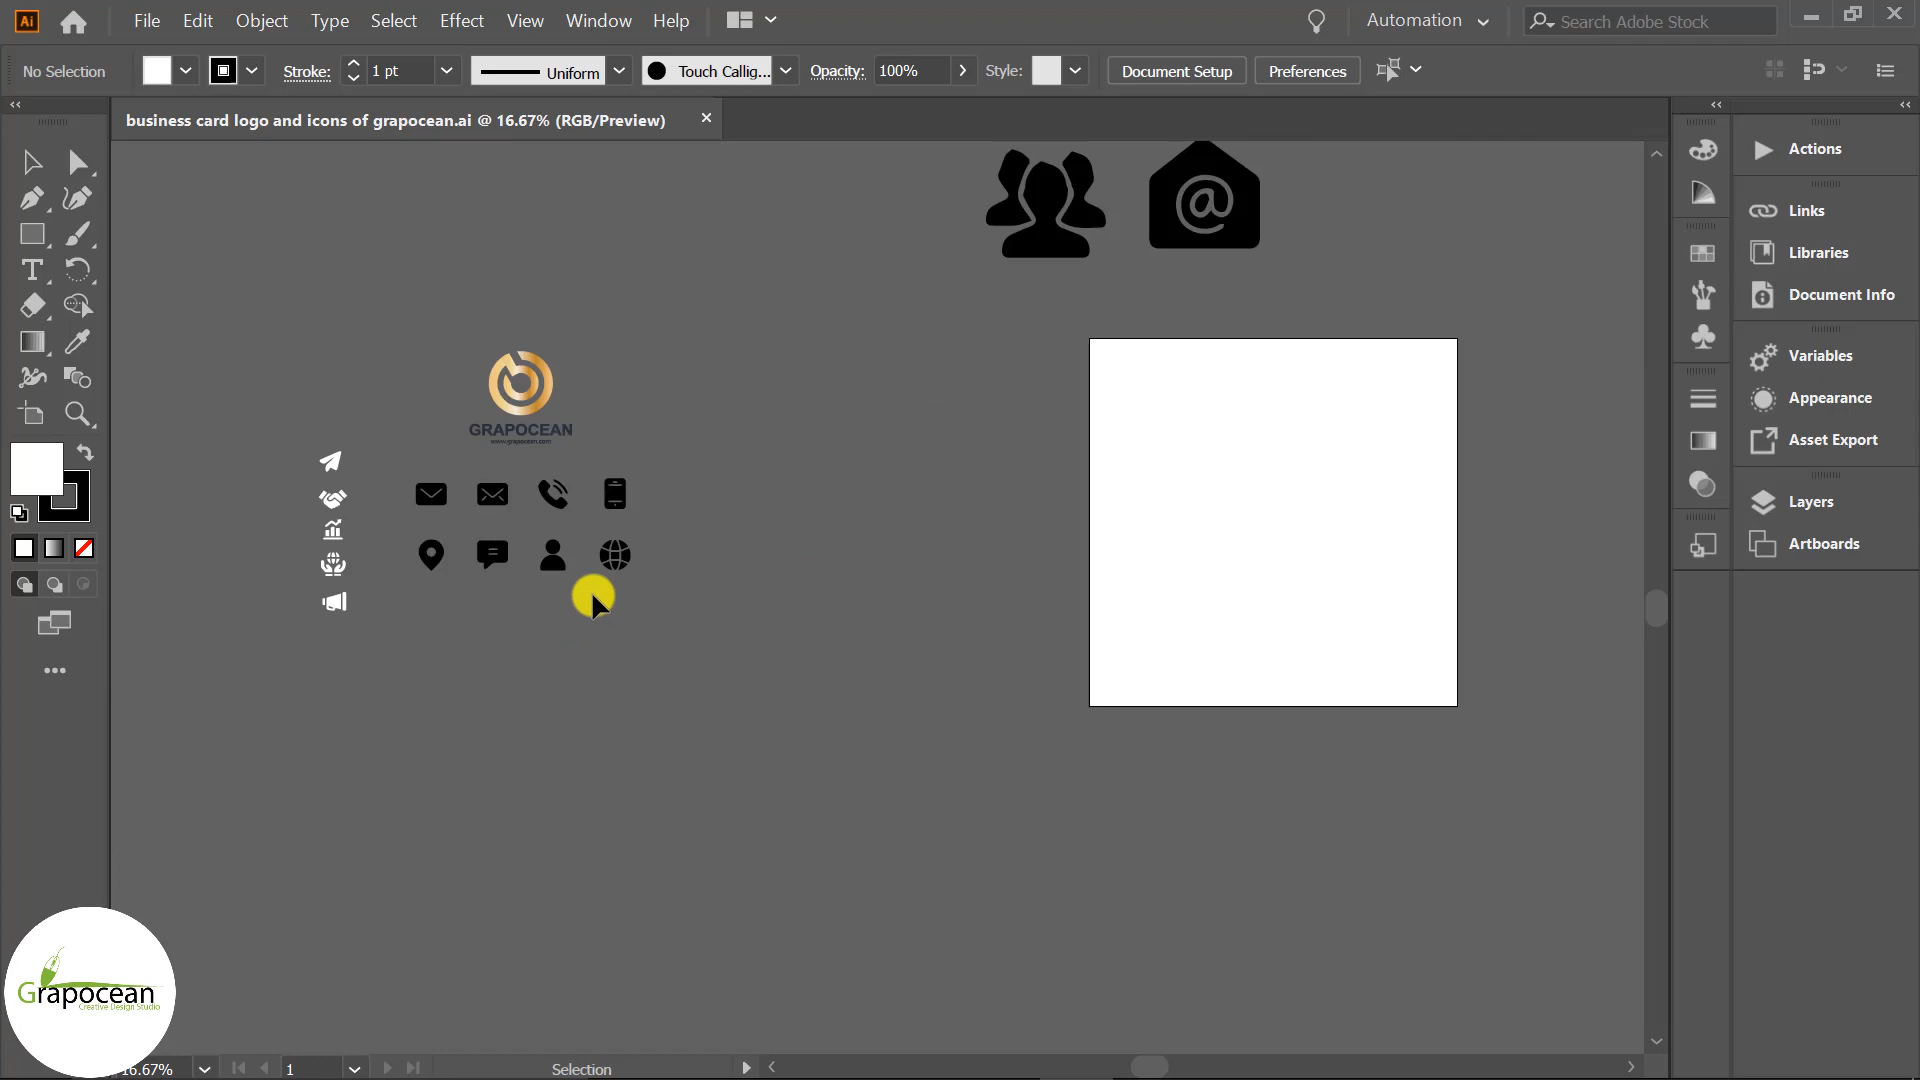 Ai File Edit Object Type Select Effect View Window Help Automation Search Adobe Stock
No Selection Stroke: 1 pt Uniform Touch Callig... Opacity: 100% Style: Document Setup Preferences
business card logo and icons of grapocean.ai @ 16.67% (RGB/Preview)
Actions
Links
Libraries
Document Info
Variables
Appearance
Asset Export
Layers
Artboards
@
GRAPOCEAN
www.grapocean.com
Grapocean
Creative Design Studio
16.67% 1 Selection